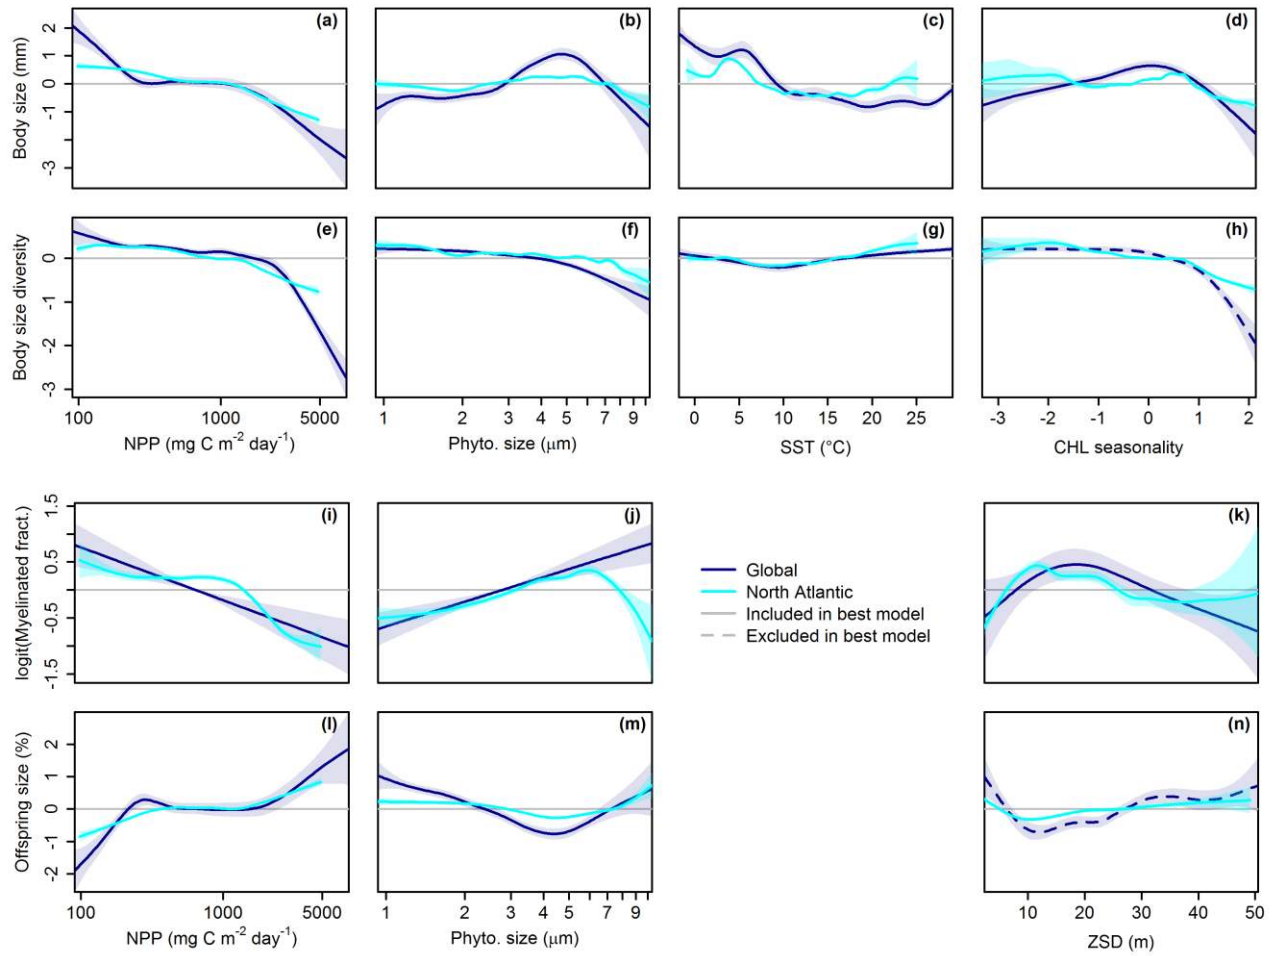 (a) (b) (c) (d)
Body size (mm)
2
1
0
-1
-3
(e) (f) (g) (h)
Body size diversity
0
-1
-2
-3
100 1000 5000
1 2 3 4 5 7 9
0 5 10 15 20 25
-3 -2 -1 0 1 2
NPP (mg C m⁻² day⁻¹)
Phyto. size (μm)
SST (°C)
CHL seasonality
(i) (j) (k)
logit(Myelinated fract.)
1.5
0.5
-0.5
-1.5
Global
North Atlantic
Included in best model
Excluded in best model
(l) (m) (n)
Offspring size (%)
2
1
0
-1
-2
100 1000 5000
1 2 3 4 5 7 9
10 20 30 40 50
NPP (mg C m⁻² day⁻¹)
Phyto. size (μm)
ZSD (m)